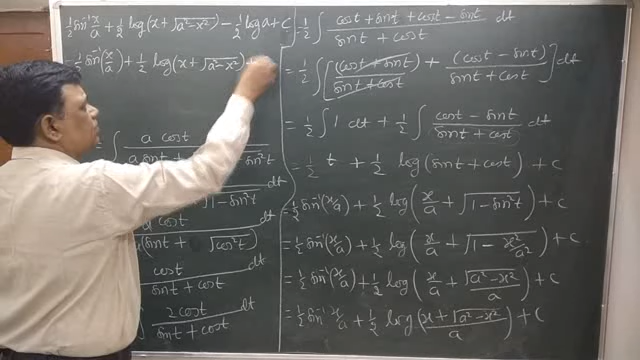 1/2 sin⁻¹ x/a + 1/2 log(x + √(a²-x²)) - 1/2 log a + C
1/2 sin⁻¹(x/a) + 1/2 log(x + √(a²-x²)) +
∫ a cost / a sint +
dt
√(1-sin²t)
(sint + √(cos²t))
cost / (sint + cost) dt
∫ 2cost / (sint + cost) dt
1/2 ∫ (cost + sint + cost - sint) / (sint + cost) dt
= 1/2 ∫ [ (cost + sint) / (sint + cost) + (cost - sint) / (sint + cost) ] dt
= 1/2 ∫ 1 dt + 1/2 ∫ (cost - sint) / (sint + cost) dt
= 1/2 t + 1/2 log(sint + cost) + C
= 1/2 sin⁻¹(x/a) + 1/2 log(x/a + √(1-sin²t)) + C
= 1/2 sin⁻¹(x/a) + 1/2 log(x/a + √(1 - x²/a²)) + C
= 1/2 sin⁻¹(x/a) + 1/2 log(x/a + √(a²-x²)/a) + C
= 1/2 sin⁻¹ x/a + 1/2 log((x + √(a²-x²))/a) + C